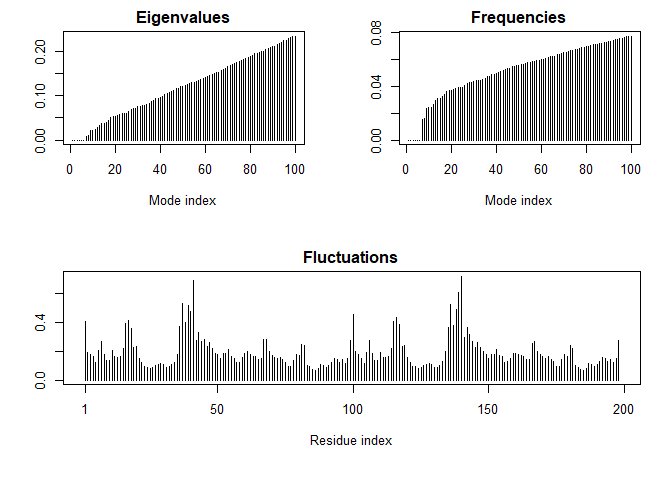 Eigenvalues
0.00
0.10
0.20
0 20 40 60 80 100
Mode index
Frequencies
0.00
0.04
0.08
0 20 40 60 80 100
Mode index
Fluctuations
0.0
0.4
1 50 100 150 200
Residue index